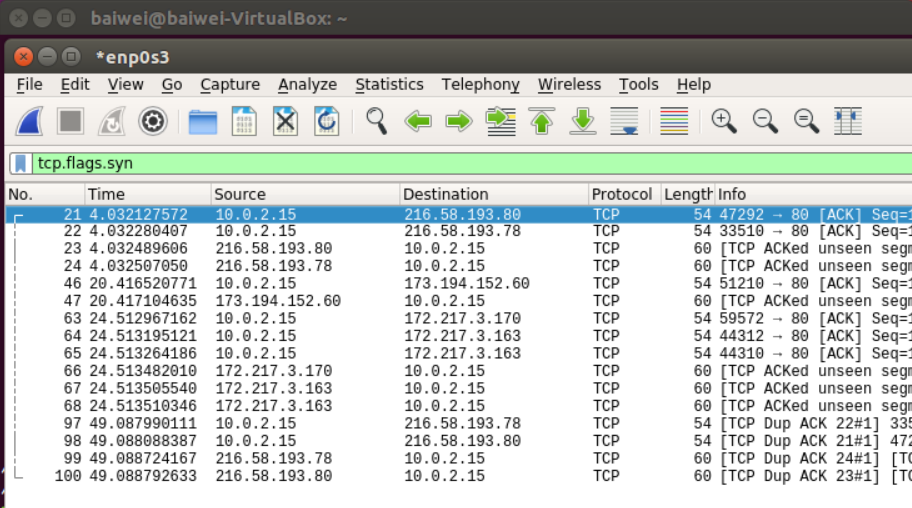 baiwei@baiwei-VirtualBox: ~
*enp0s3
File Edit View Go Capture Analyze Statistics Telephony Wireless Tools Help
tcp.flags.syn
No. Time Source Destination Protocol Length Info
21 4.032127572 10.0.2.15 216.58.193.80 TCP 54 47292 → 80 [ACK] Seq=1
22 4.032280407 10.0.2.15 216.58.193.78 TCP 54 33510 → 80 [ACK] Seq=1
23 4.032489606 216.58.193.80 10.0.2.15 TCP 60 [TCP ACKed unseen segm
24 4.032507050 216.58.193.78 10.0.2.15 TCP 60 [TCP ACKed unseen segm
46 20.416520771 10.0.2.15 173.194.152.60 TCP 54 51210 → 80 [ACK] Seq=1
47 20.417104635 173.194.152.60 10.0.2.15 TCP 60 [TCP ACKed unseen segm
63 24.512967162 10.0.2.15 172.217.3.170 TCP 54 59572 → 80 [ACK] Seq=1
64 24.513195121 10.0.2.15 172.217.3.163 TCP 54 44312 → 80 [ACK] Seq=1
65 24.513264186 10.0.2.15 172.217.3.163 TCP 54 44310 → 80 [ACK] Seq=1
66 24.513482010 172.217.3.170 10.0.2.15 TCP 60 [TCP ACKed unseen segm
67 24.513505540 172.217.3.163 10.0.2.15 TCP 60 [TCP ACKed unseen segm
68 24.513510346 172.217.3.163 10.0.2.15 TCP 60 [TCP ACKed unseen segm
97 49.087990111 10.0.2.15 216.58.193.78 TCP 54 [TCP Dup ACK 22#1] 335
98 49.088088387 10.0.2.15 216.58.193.80 TCP 54 [TCP Dup ACK 21#1] 472
99 49.088724167 216.58.193.78 10.0.2.15 TCP 60 [TCP Dup ACK 24#1] [TC
100 49.088792633 216.58.193.80 10.0.2.15 TCP 60 [TCP Dup ACK 23#1] [TC